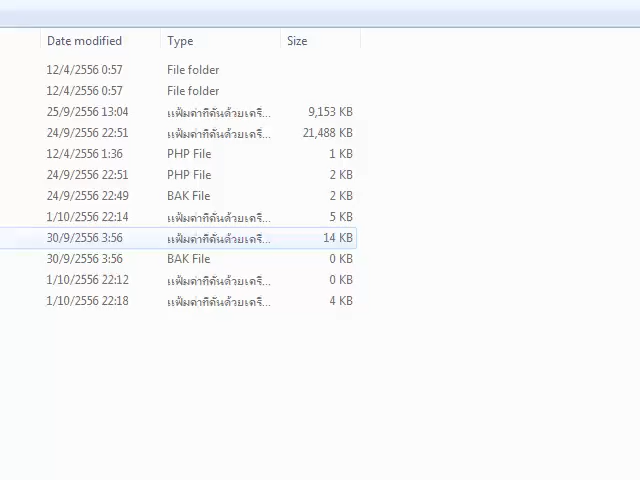 Date modified Type Size
12/4/2556 0:57 File folder
12/4/2556 0:57 File folder
25/9/2556 13:04 9,153 KB
24/9/2556 22:51 21,488 KB
12/4/2556 1:36 PHP File 1 KB
24/9/2556 22:51 PHP File 2 KB
24/9/2556 22:49 BAK File 2 KB
1/10/2556 22:14 5 KB
30/9/2556 3:56 14 KB
30/9/2556 3:56 BAK File 0 KB
1/10/2556 22:12 0 KB
1/10/2556 22:18 4 KB